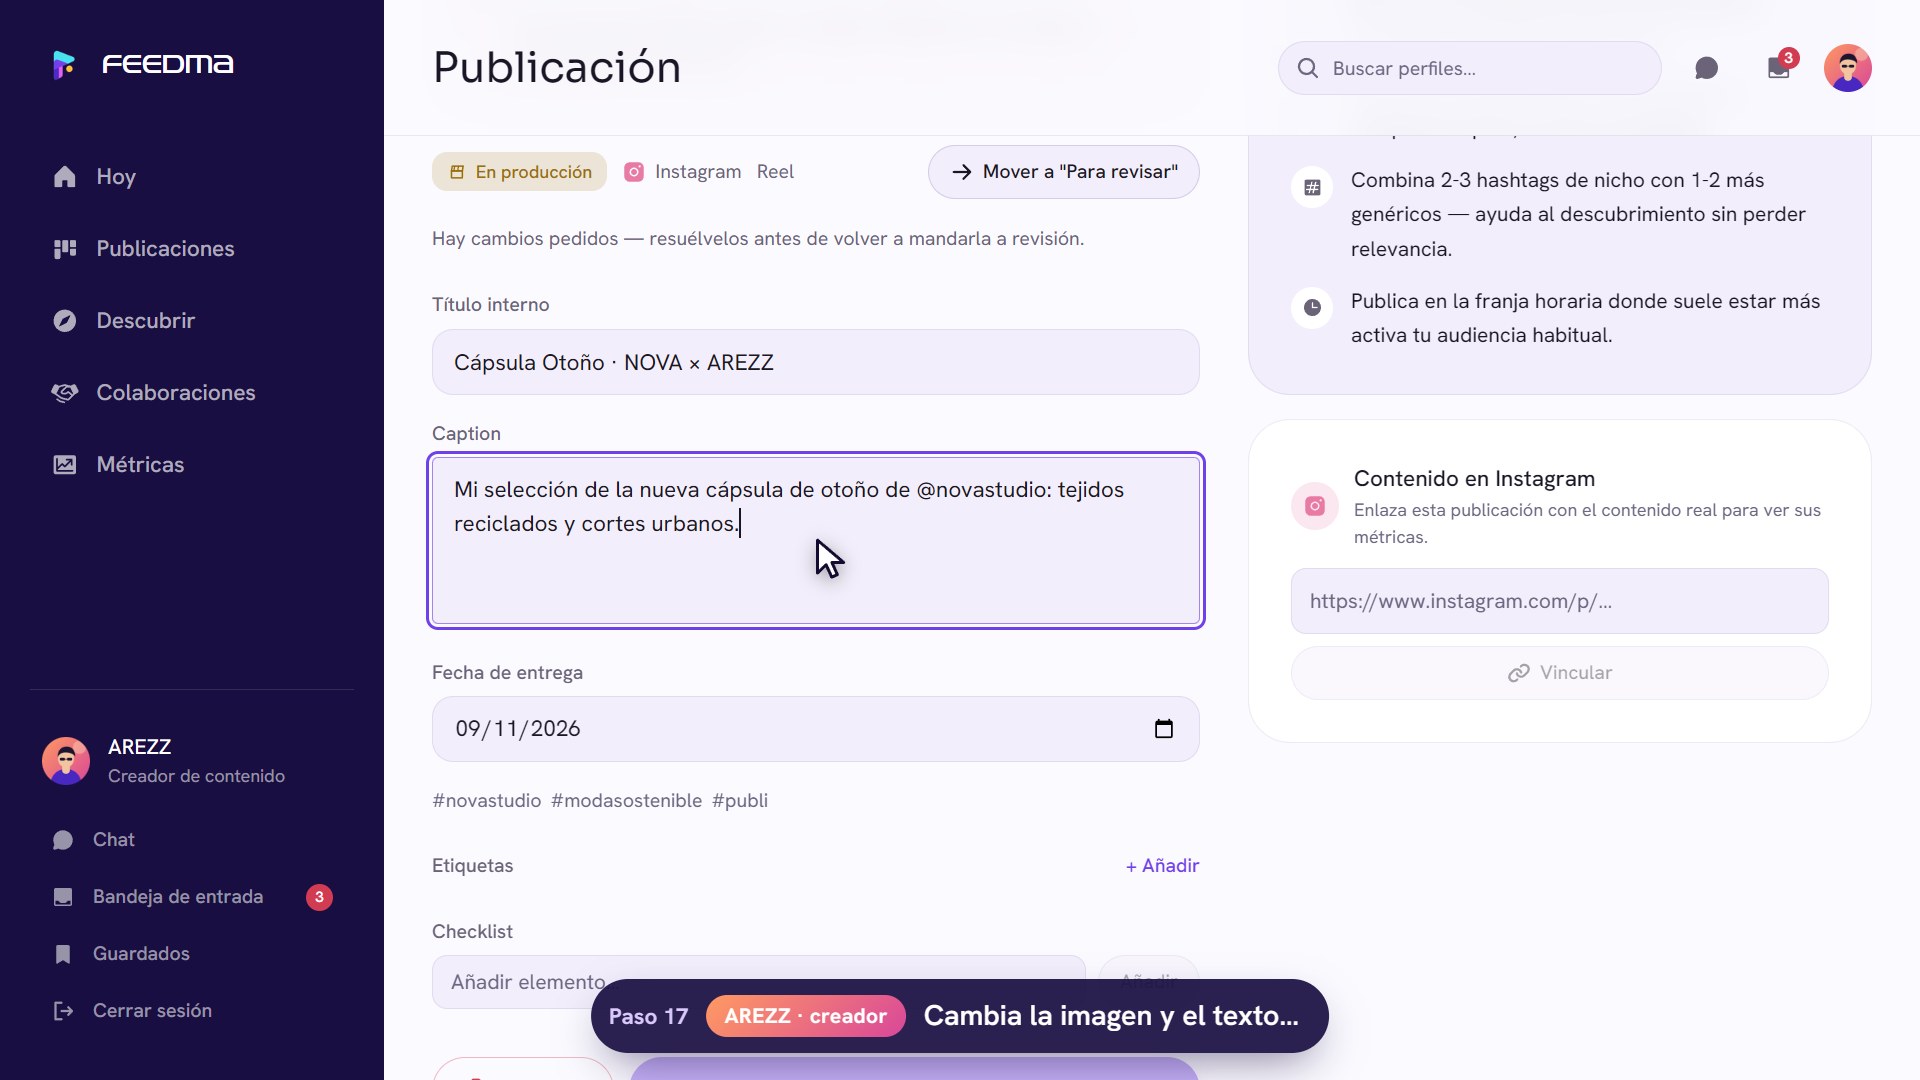 FEEDMA
Hoy
Publicaciones
Descubrir
Colaboraciones
Métricas
AREZZ
Creador de contenido
Chat
Bandeja de entrada 3
Guardados
Cerrar sesión
Publicación
Buscar perfiles...
3
En producción Instagram Reel
→ Mover a "Para revisar"
Hay cambios pedidos — resuélvelos antes de volver a mandarla a revisión.
Título interno
Cápsula Otoño · NOVA × AREZZ
Caption
Mi selección de la nueva cápsula de otoño de @novastudio: tejidos
reciclados y cortes urbanos.
Fecha de entrega
09/11/2026
#novastudio #modasostenible #publi
Etiquetas + Añadir
Checklist
Añadir elemento
Añadir
Combina 2-3 hashtags de nicho con 1-2 más
genéricos — ayuda al descubrimiento sin perder
relevancia.
Publica en la franja horaria donde suele estar más
activa tu audiencia habitual.
Contenido en Instagram
Enlaza esta publicación con el contenido real para ver sus
métricas.
https://www.instagram.com/p/...
Vincular
Paso 17 AREZZ · creador Cambia la imagen y el texto...